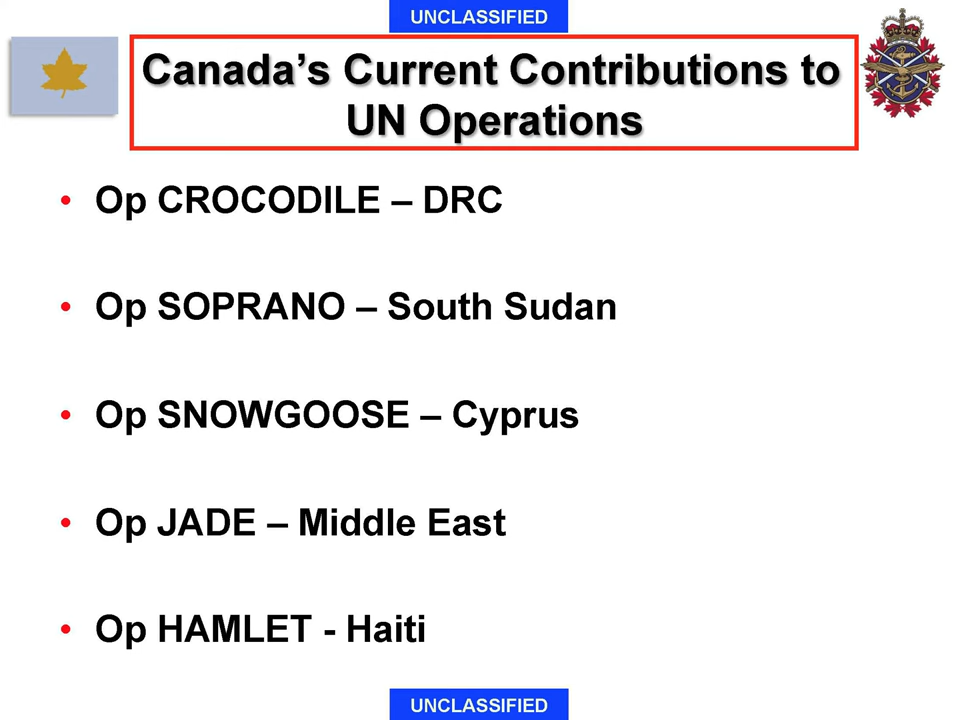 UNCLASSIFIED
Canada's Current Contributions to
UN Operations
• Op CROCODILE – DRC
• Op SOPRANO – South Sudan
• Op SNOWGOOSE – Cyprus
• Op JADE – Middle East
• Op HAMLET - Haiti
UNCLASSIFIED